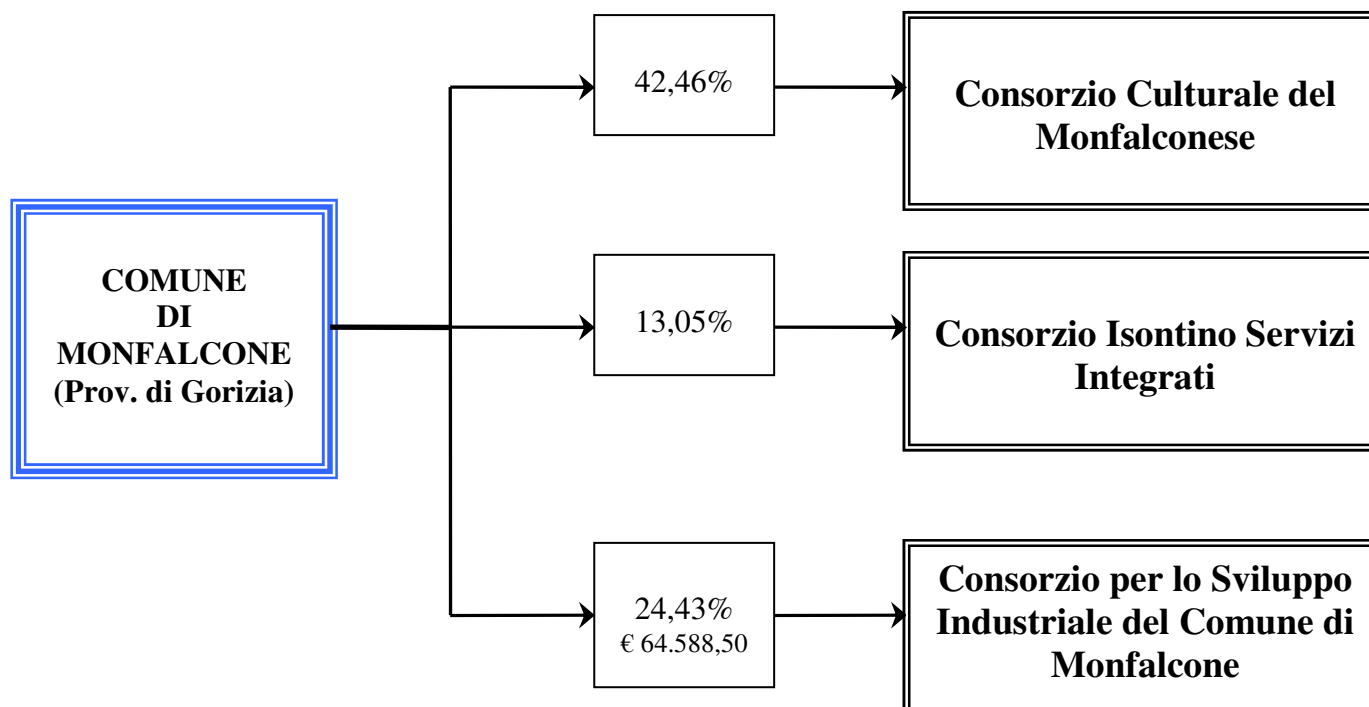 42,46%
Consorzio Culturale del
Monfalconese
COMUNE
DI
MONFALCONE
(Prov. di Gorizia)
13,05%
Consorzio Isontino Servizi
Integrati
24,43%
€ 64.588,50
Consorzio per lo Sviluppo
Industriale del Comune di
Monfalcone